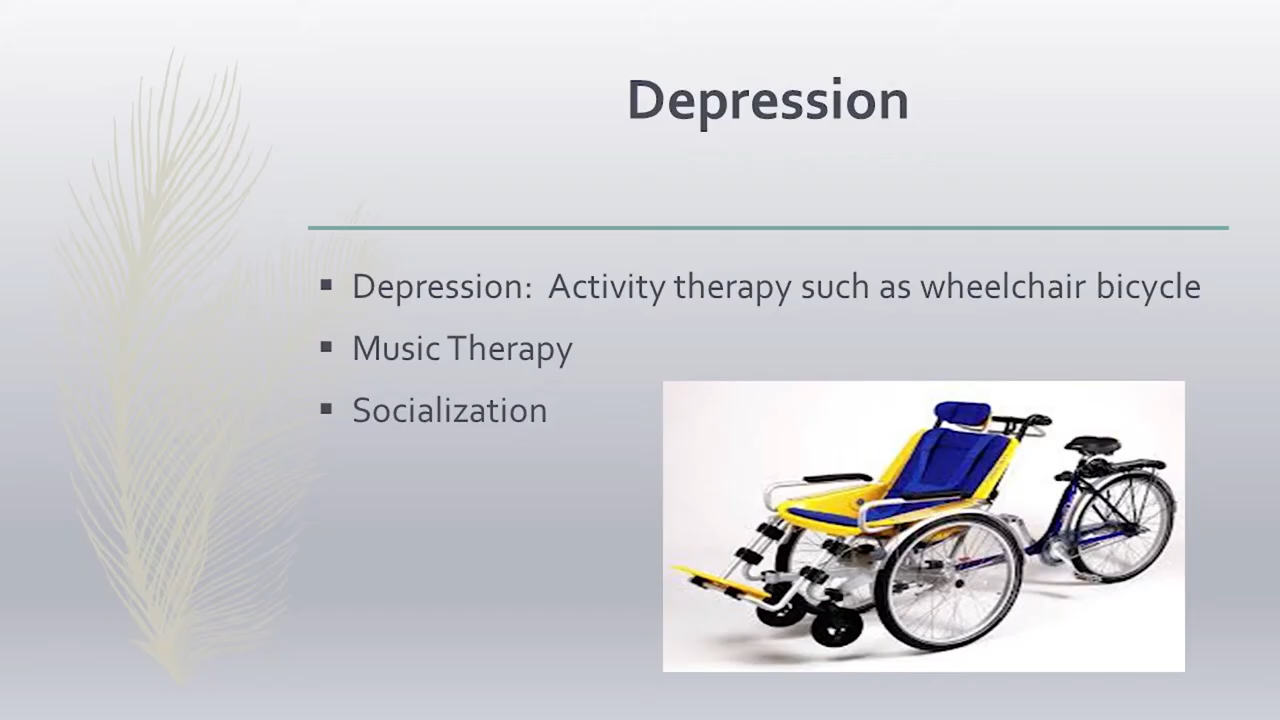 Depression
Depression: Activity therapy such as wheelchair bicycle
Music Therapy
Socialization